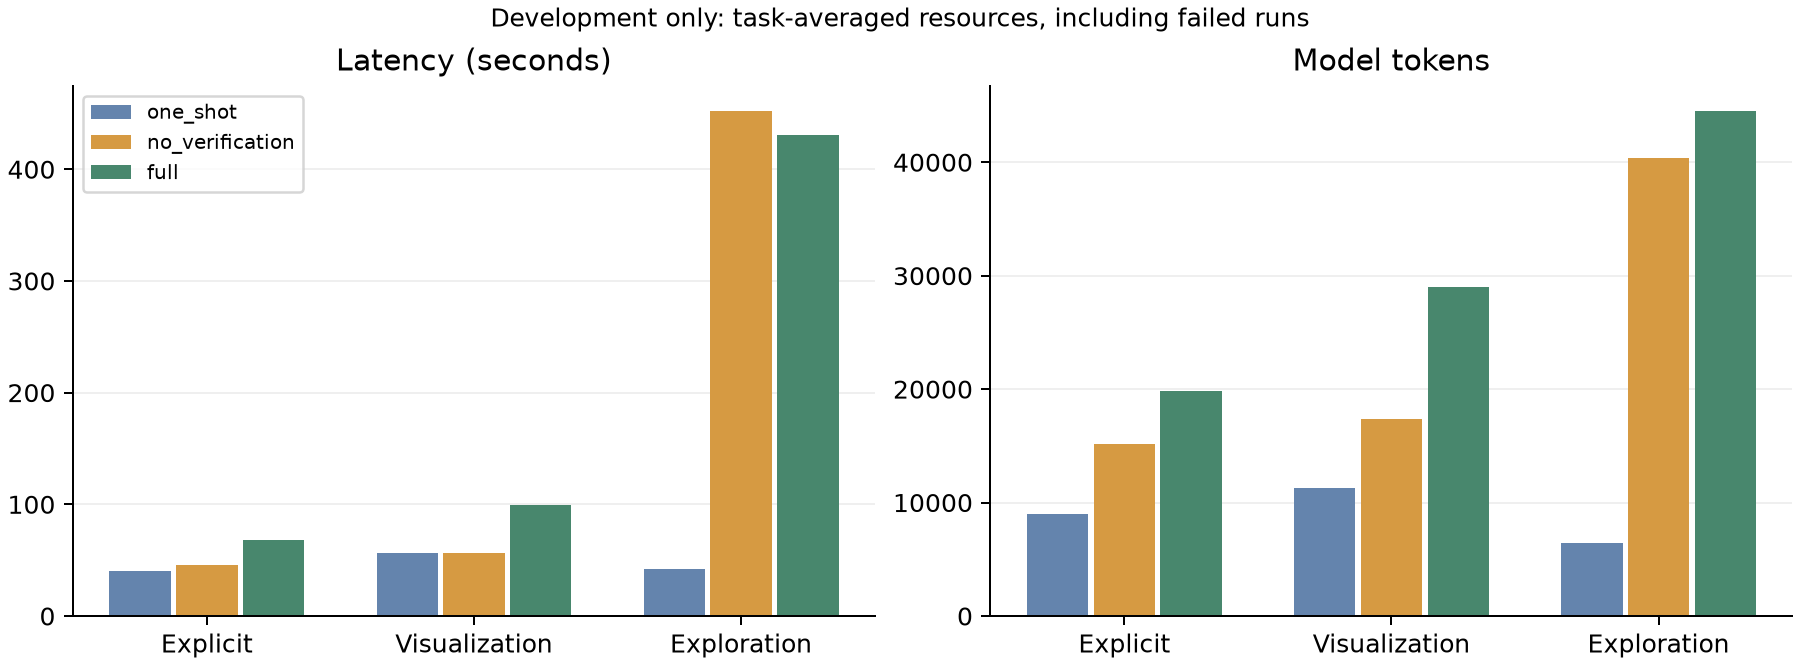 Development only: task-averaged resources, including failed runs
Latency (seconds)
one_shot
no_verification
full
400
300
200
100
0
Explicit
Visualization
Exploration
Model tokens
40000
30000
20000
10000
0
Explicit
Visualization
Exploration